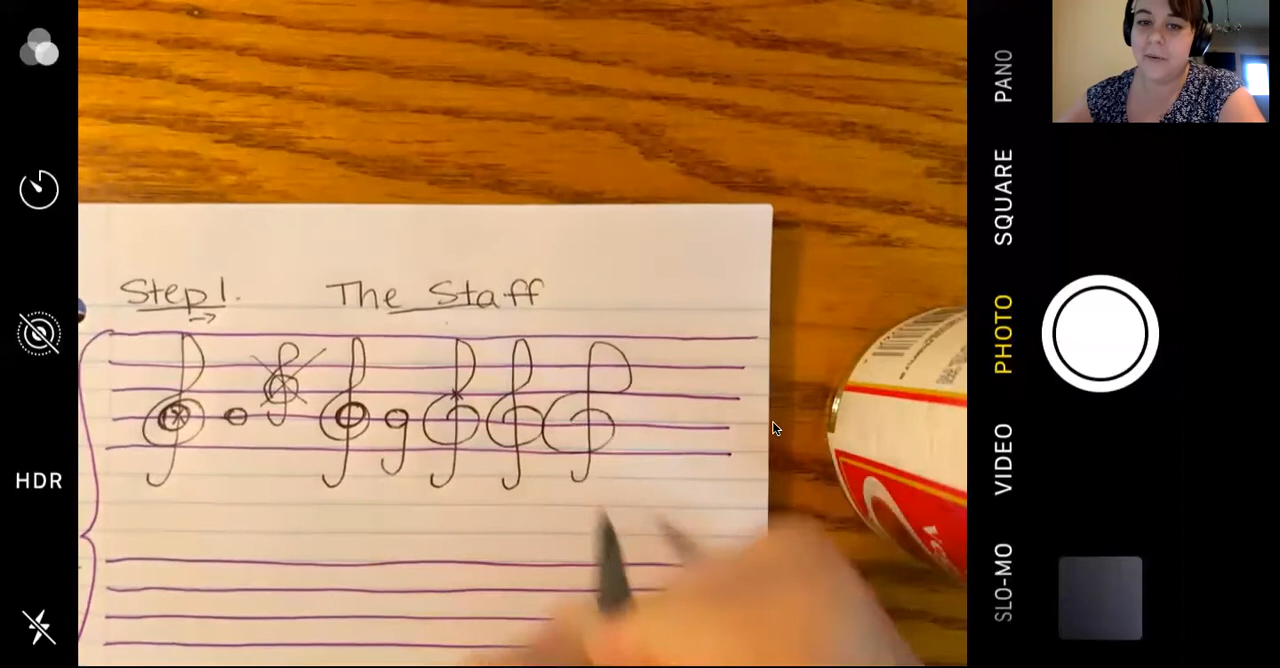 Step 1. The Staff
HDR
PANO
SQUARE
PHOTO
VIDEO
SLO-MO